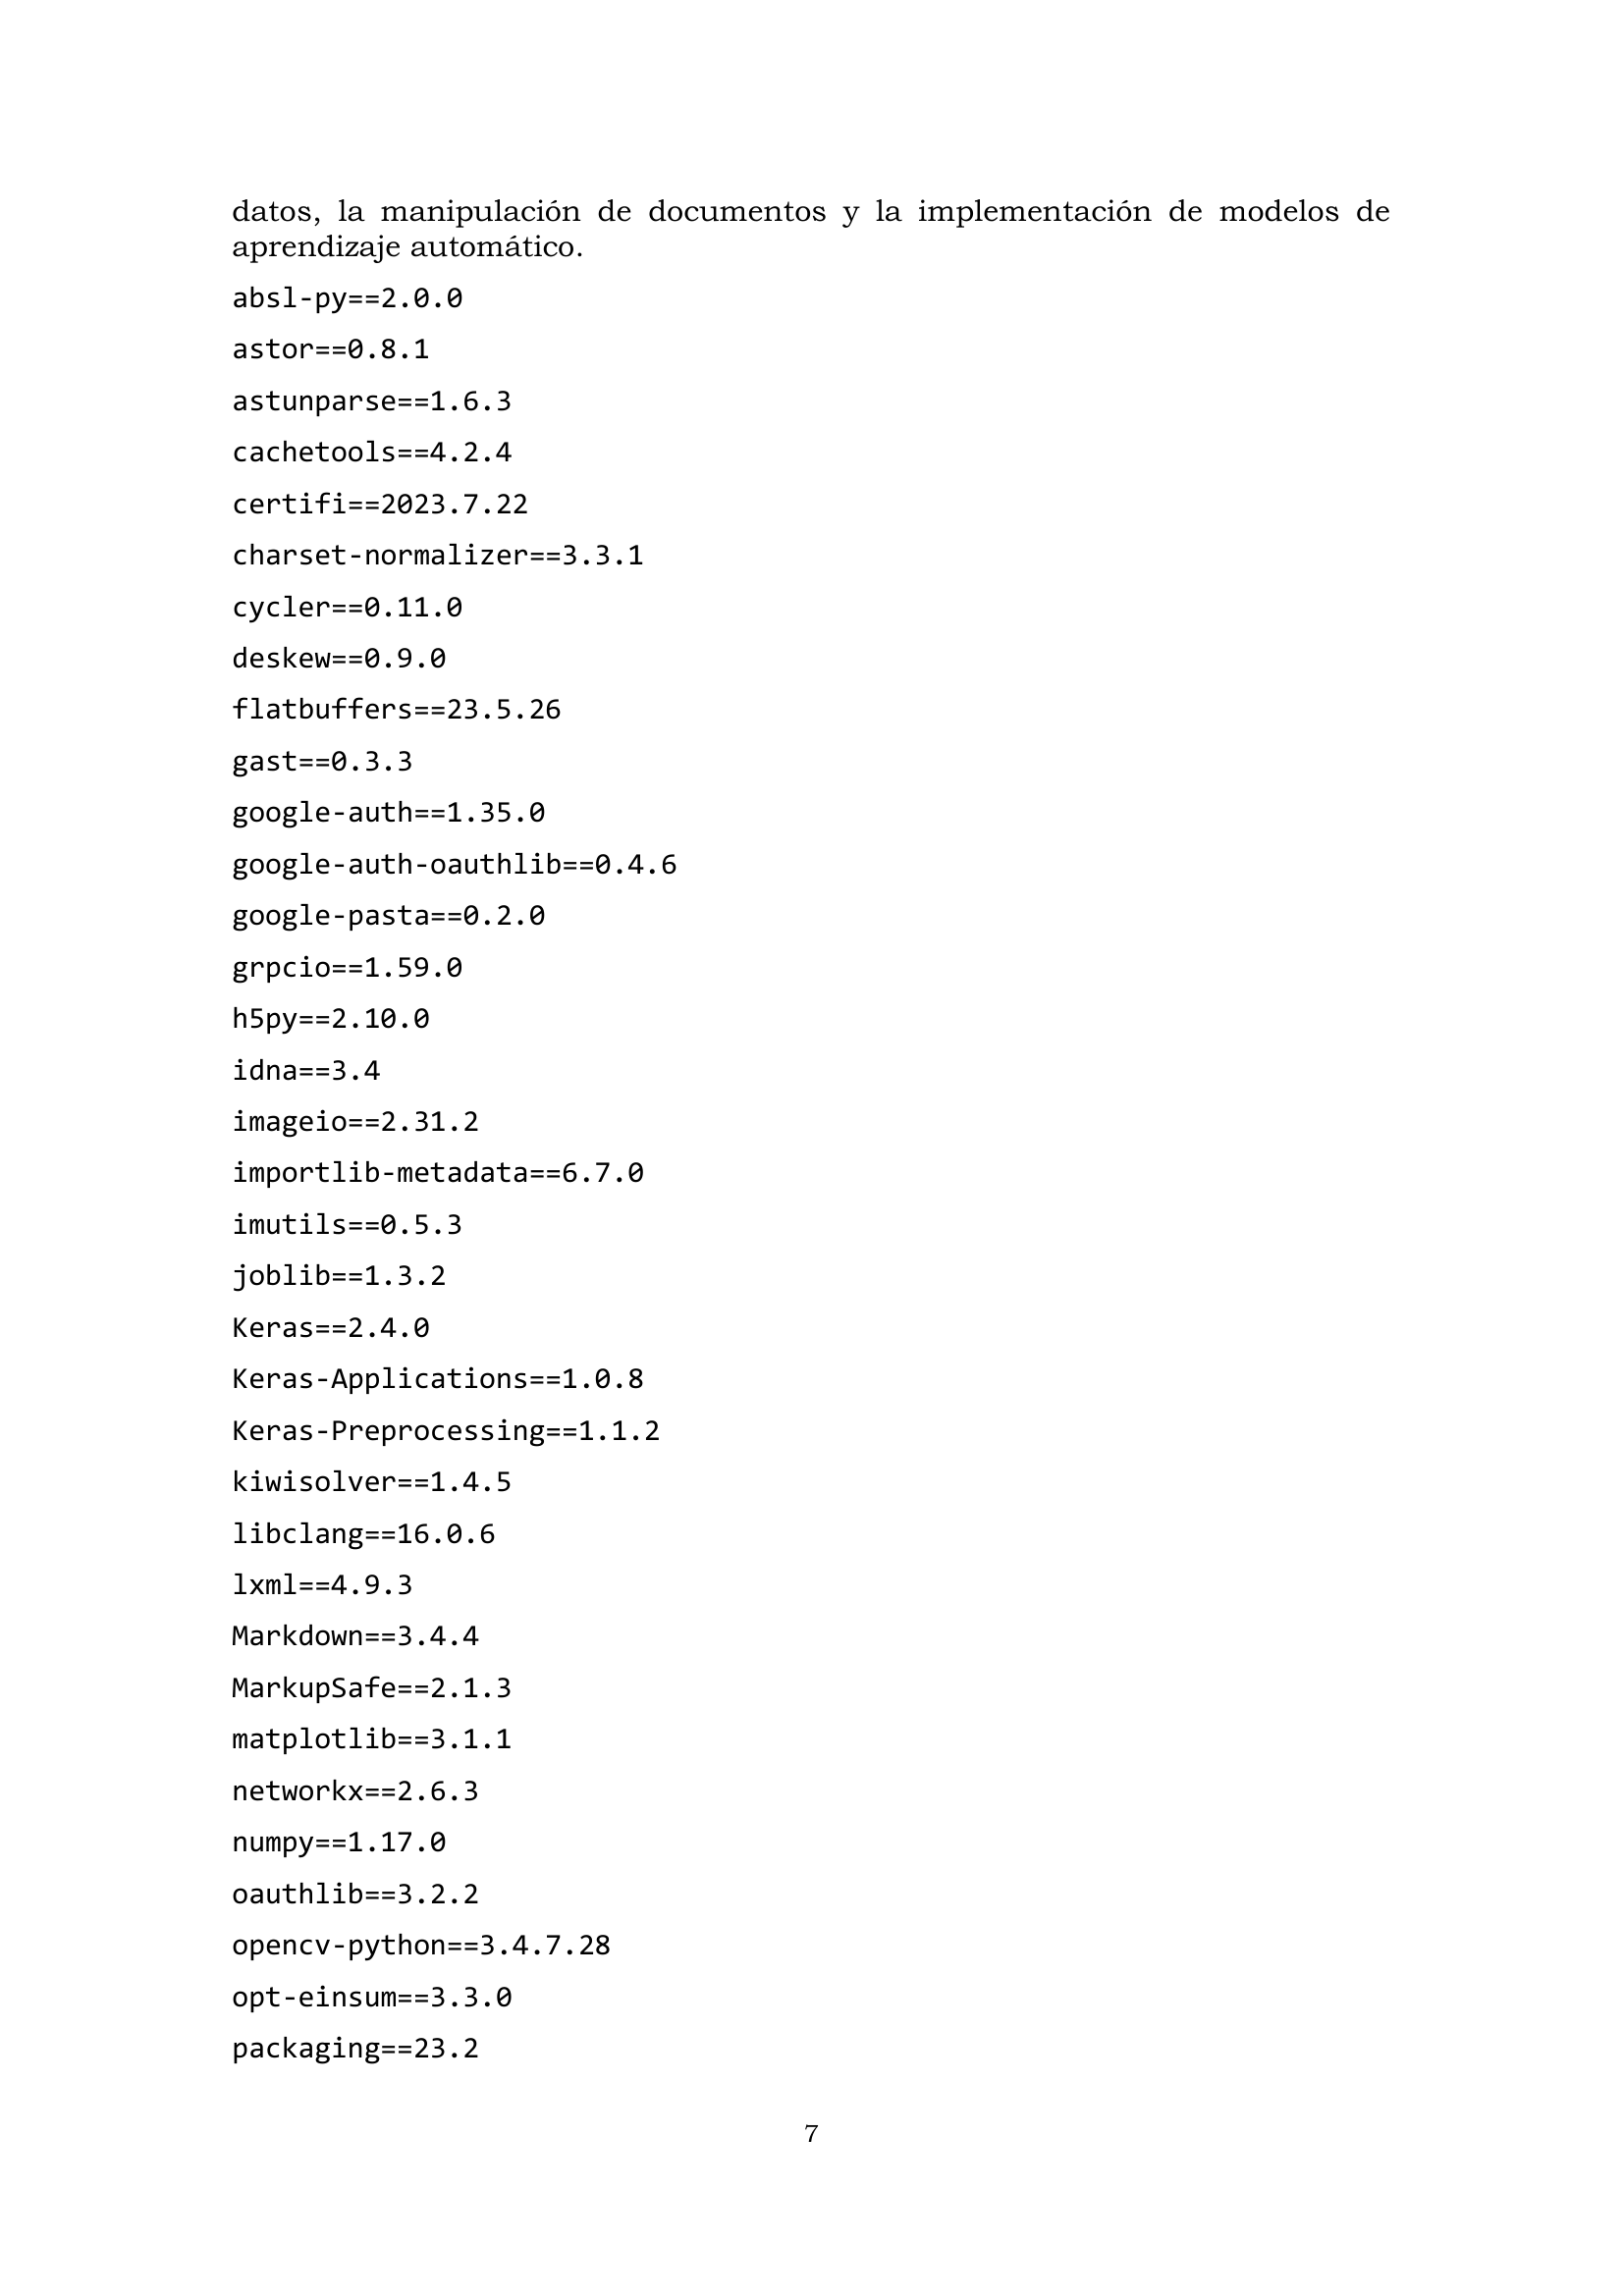 datos, la manipulación de documentos y la implementación de modelos de
aprendizaje automático.
absl-py==2.0.0
astor==0.8.1
astunparse==1.6.3
cachetools==4.2.4
certifi==2023.7.22
charset-normalizer==3.3.1
cycler==0.11.0
deskew==0.9.0
flatbuffers==23.5.26
gast==0.3.3
google-auth==1.35.0
google-auth-oauthlib==0.4.6
google-pasta==0.2.0
grpcio==1.59.0
h5py==2.10.0
idna==3.4
imageio==2.31.2
importlib-metadata==6.7.0
imutils==0.5.3
joblib==1.3.2
Keras==2.4.0
Keras-Applications==1.0.8
Keras-Preprocessing==1.1.2
kiwisolver==1.4.5
libclang==16.0.6
lxml==4.9.3
Markdown==3.4.4
MarkupSafe==2.1.3
matplotlib==3.1.1
networkx==2.6.3
numpy==1.17.0
oauthlib==3.2.2
opencv-python==3.4.7.28
opt-einsum==3.3.0
packaging==23.2
7